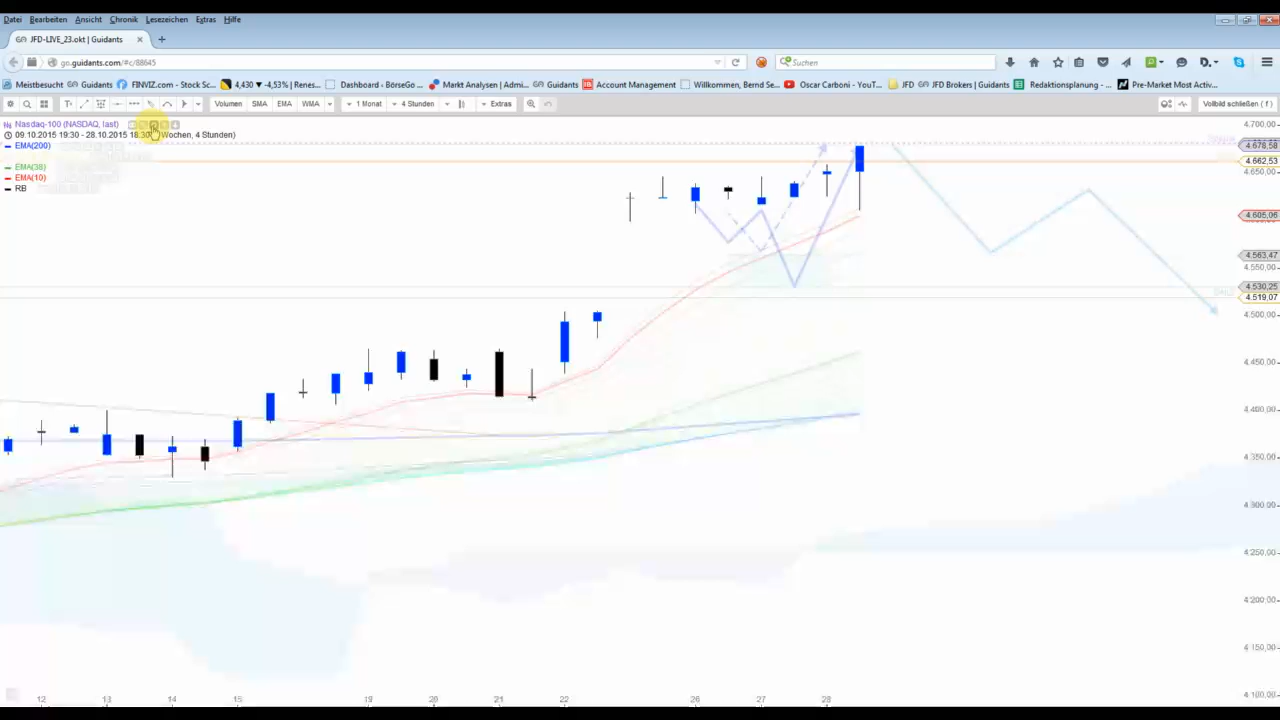 Datei Bearbeiten Ansicht Chronik Lesezeichen Extras Hilfe
JFD-LIVE_23.okt | Guidants
go.guidants.com/#c/88645
Suchen
Meistbesucht Guidants FINVIZ.com - Stock Sc... 4,430 ▼ -4,53% | Renes... Dashboard - BörseGo ... Markt Analysen | Admi... Guidants Account Management Willkommen, Bernd Se... Oscar Carboni - YouT... JFD JFD Brokers | Guidants Redaktionsplanung - ... Pre-Market Most Activ...
Volumen SMA EMA WMA 1 Monat 4 Stunden Extras Vollbild schließen ( f )
Nasdaq-100 (NASDAQ, last)
09.10.2015 19:30 - 28.10.2015 18:30
Wochen, 4 Stunden)
EMA(200)
EMA(38)
EMA(10)
RB
4.700,00
4.678,58
4.662,53
4.650,00
4.605,06
4.563,47
4.550,00
4.530,25
4.519,07
4.500,00
4.450,00
4.400,00
4.350,00
4.300,00
4.250,00
4.200,00
4.150,00
4.100,00
12 13 14 15 19 20 21 22 26 27 28